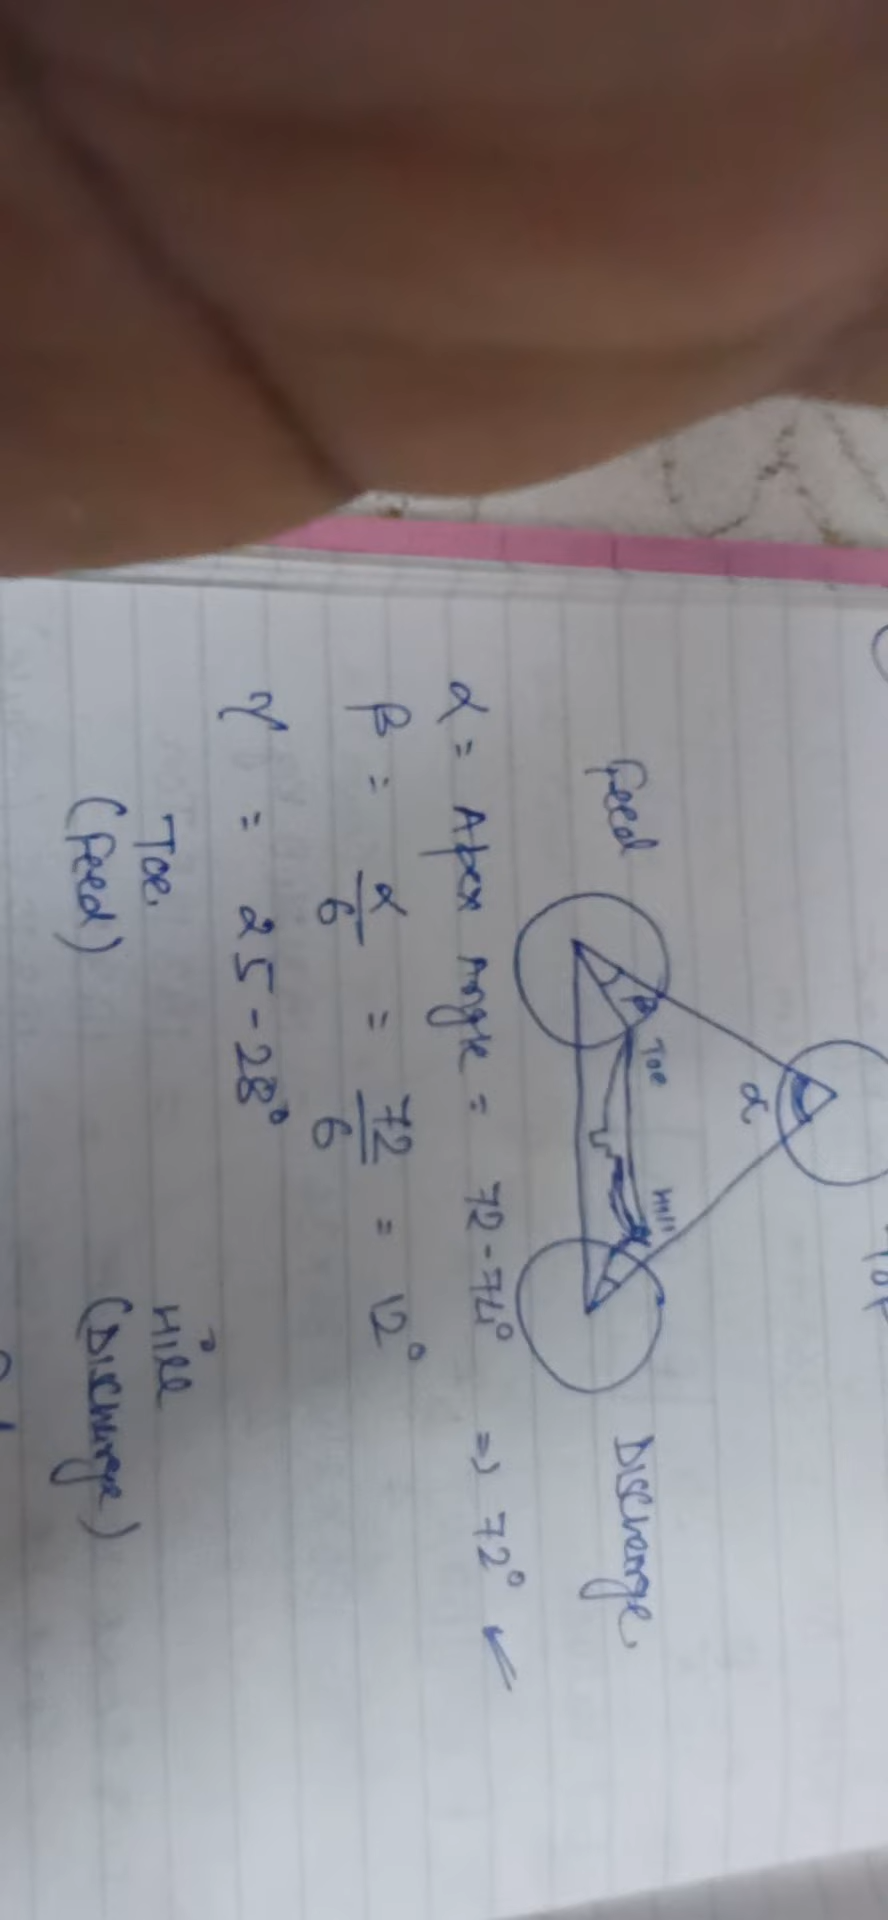 Top
α
Feed
β
Toe
Hill
Discharge
α = Apex Angle = 72-74° => 72° ✓
β = α/6 = 72/6 = 12°
γ = 25-28°
Toe. Hill
(feed) (Discharge)